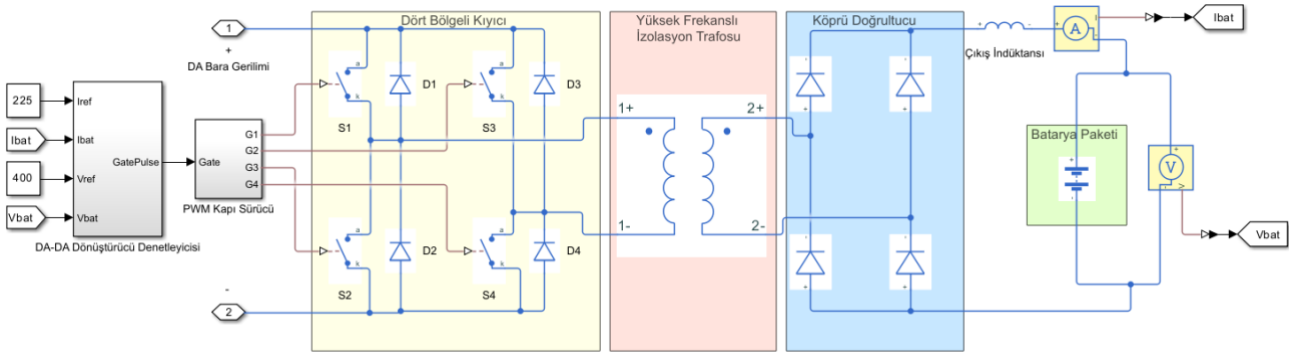 225
Ibat
400
Vbat
Iref
Ibat
Vref
Vbat
GatePulse
DA-DA Dönüştürücü Denetleyicisi
Gate
G1
G2
G3
G4
PWM Kapı Sürücü
1
+
DA Bara Gerilimi
-
2
Dört Bölgeli Kıyıcı
a
k
S1
D1
a
k
S3
D3
a
k
S2
D2
a
k
S4
D4
Yüksek Frekanslı
İzolasyon Trafosu
1+
2+
1-
2-
Köprü Doğrultucu
-
+
-
+
-
+
-
+
+
-
Çıkış İndüktansı
+
A
I
-
Ibat
Batarya Paketi
+
-
+
V
-
V
Vbat